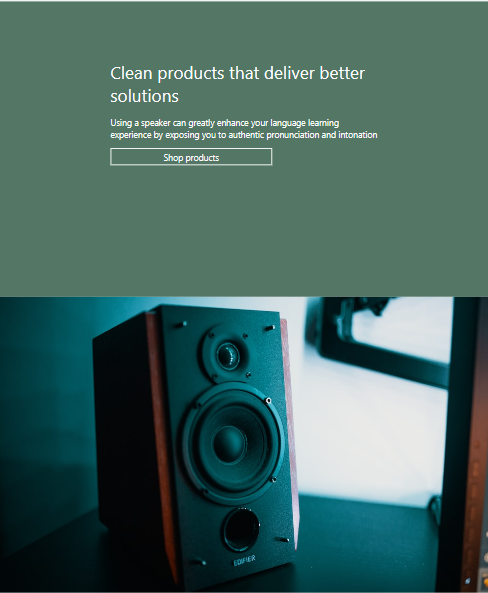 Clean products that deliver better
solutions
Using a speaker can greatly enhance your language learning
experience by exposing you to authentic pronunciation and intonation
Shop products
EDIFIER